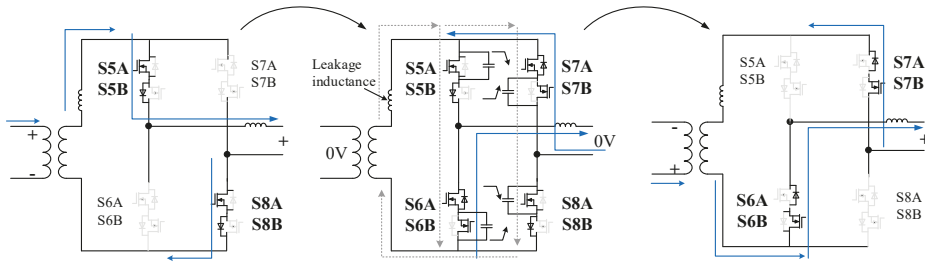 S5A
S5B
S7A
S7B
+
-
+
S6A
S6B
S8A
S8B
Leakage
inductance
S5A
S5B
S7A
S7B
0V
0V
S6A
S6B
S8A
S8B
S5A
S5B
S7A
S7B
-
+
+
S6A
S6B
S8A
S8B